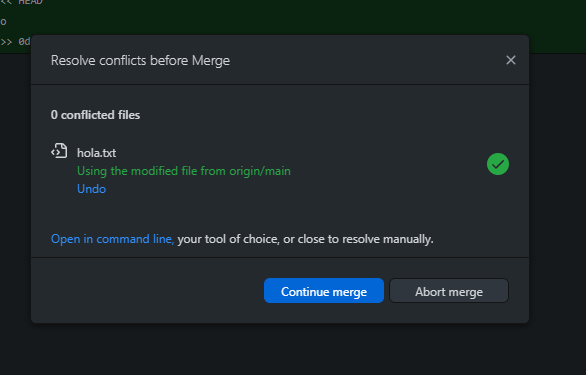 << HEAD
o
>> 0d
Resolve conflicts before Merge
0 conflicted files
hola.txt
Using the modified file from origin/main
Undo
Open in command line, your tool of choice, or close to resolve manually.
Continue merge
Abort merge